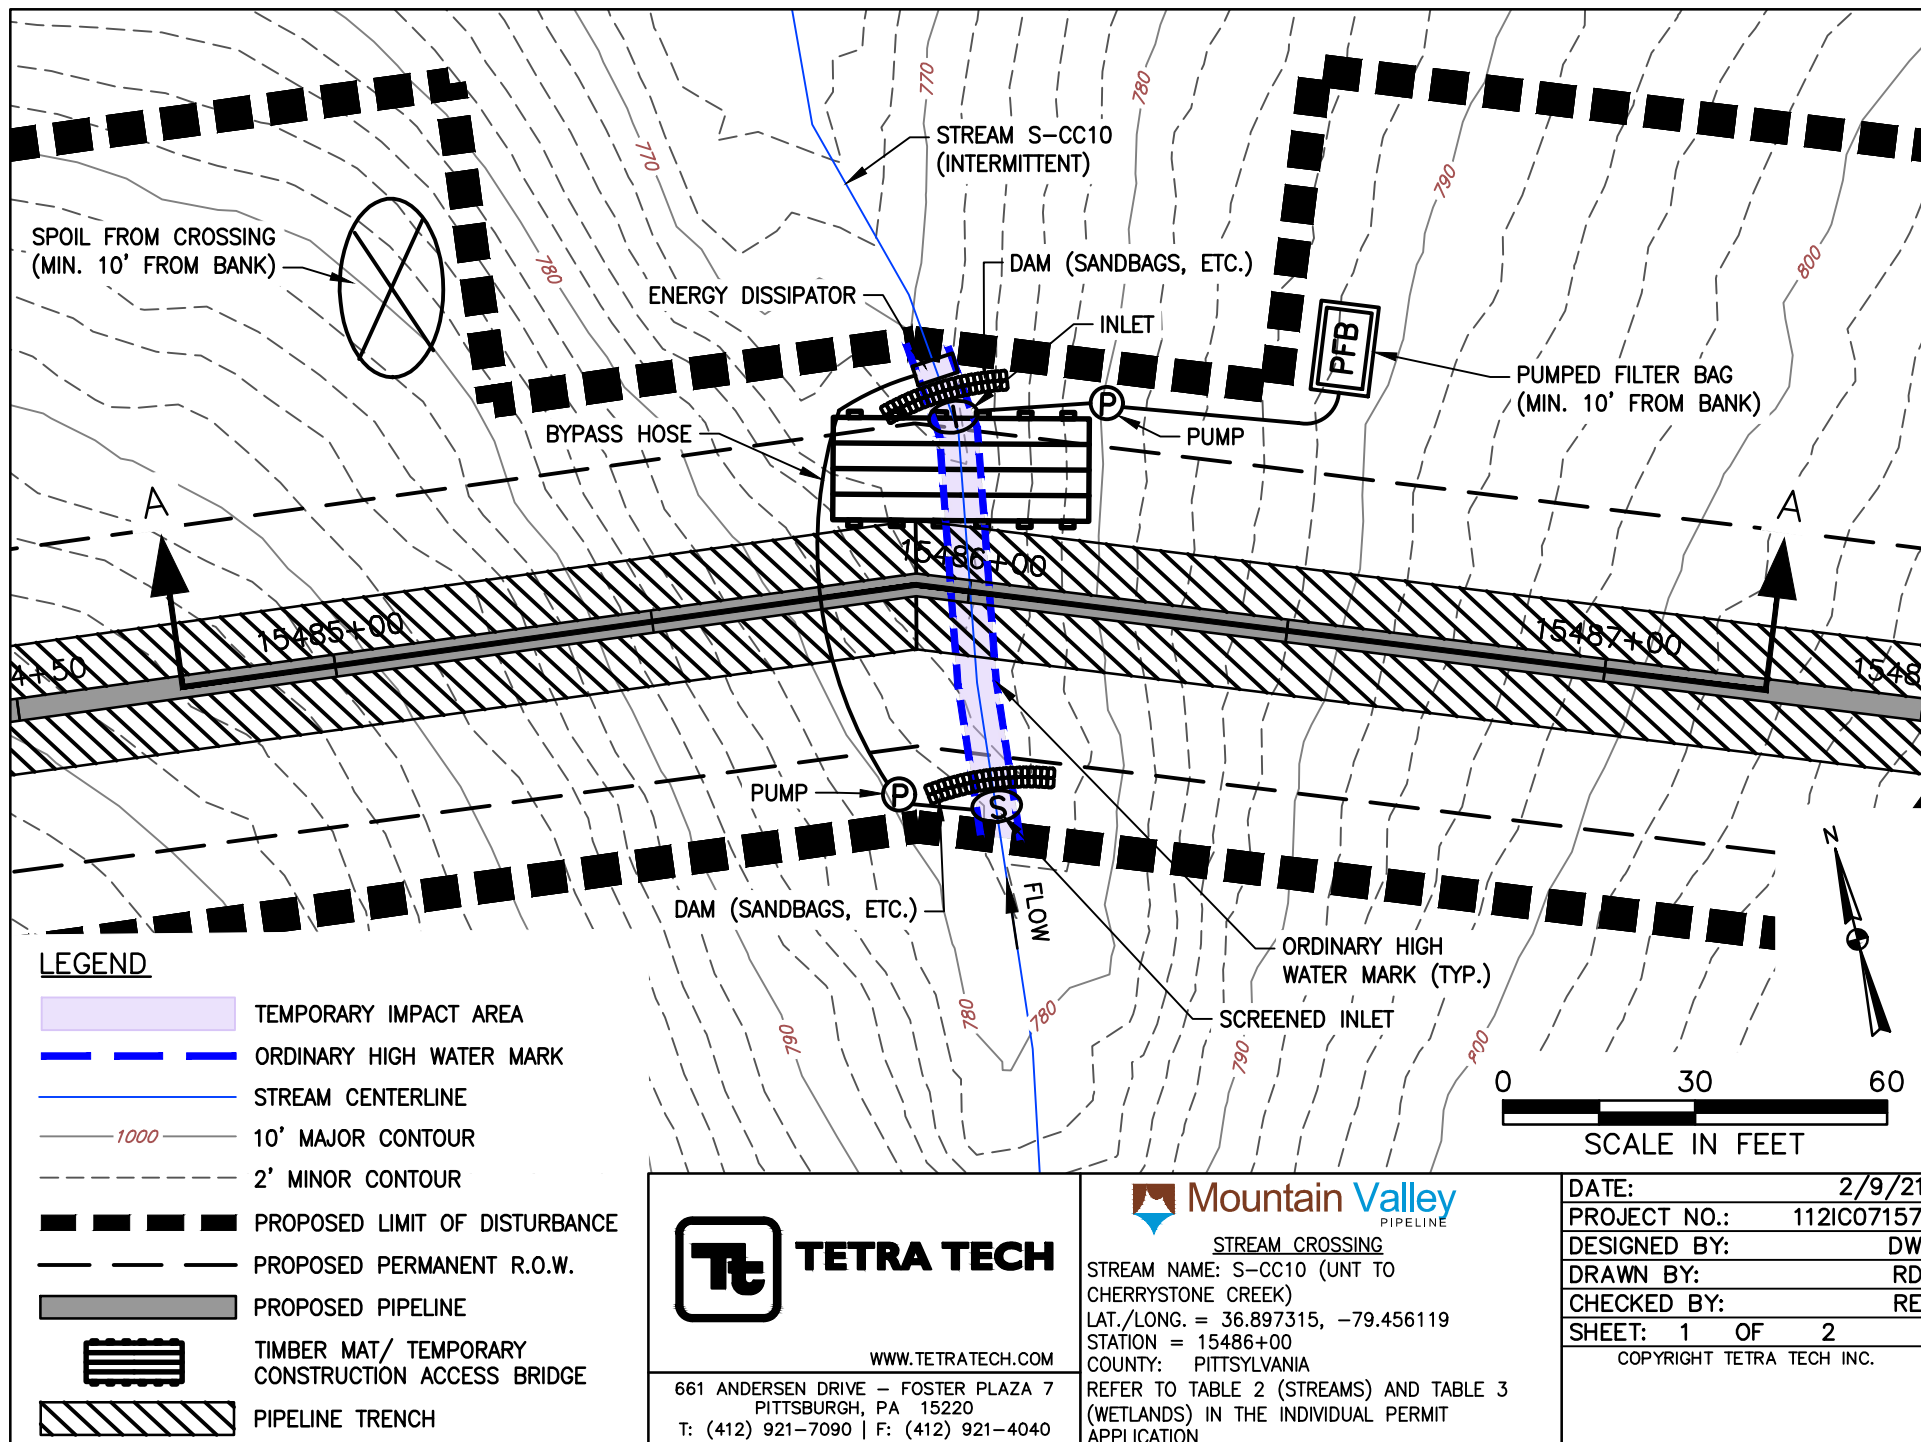 770
780
STREAM S-CC10
(INTERMITTENT)
770
790
SPOIL FROM CROSSING
(MIN. 10' FROM BANK)
780
DAM (SANDBAGS, ETC.)
800
ENERGY DISSIPATOR
INLET
PFB
PUMPED FILTER BAG
(MIN. 10' FROM BANK)
P
I
BYPASS HOSE
PUMP
A
A
15486+00
15485+00
15487+00
4+50
1548
PUMP
P
S
N
DAM (SANDBAGS, ETC.)
FLOW
ORDINARY HIGH
WATER MARK (TYP.)
SCREENED INLET
780
780
790
790
800
0 30 60
SCALE IN FEET
LEGEND
TEMPORARY IMPACT AREA
ORDINARY HIGH WATER MARK
STREAM CENTERLINE
1000
10' MAJOR CONTOUR
2' MINOR CONTOUR
PROPOSED LIMIT OF DISTURBANCE
PROPOSED PERMANENT R.O.W.
PROPOSED PIPELINE
TIMBER MAT/ TEMPORARY
CONSTRUCTION ACCESS BRIDGE
PIPELINE TRENCH
Tt
TETRA TECH
WWW.TETRATECH.COM
661 ANDERSEN DRIVE – FOSTER PLAZA 7
PITTSBURGH, PA 15220
T: (412) 921-7090 | F: (412) 921-4040
Mountain Valley
PIPELINE
STREAM CROSSING
STREAM NAME: S-CC10 (UNT TO
CHERRYSTONE CREEK)
LAT./LONG. = 36.897315, -79.456119
STATION = 15486+00
COUNTY: PITTSYLVANIA
REFER TO TABLE 2 (STREAMS) AND TABLE 3
(WETLANDS) IN THE INDIVIDUAL PERMIT
APPLICATION
DATE: 2/9/21
PROJECT NO.: 112IC07157
DESIGNED BY: DW
DRAWN BY: RD
CHECKED BY: RE
SHEET: 1 OF 2
COPYRIGHT TETRA TECH INC.